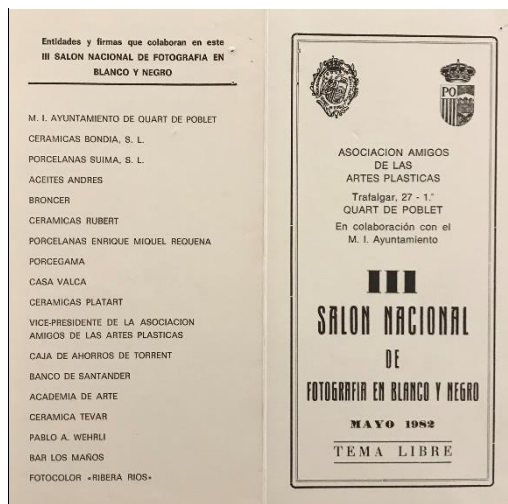 Entidades y firmas que colaboran en este
III SALON NACIONAL DE FOTOGRAFIA EN
BLANCO Y NEGRO
M. I. AYUNTAMIENTO DE QUART DE POBLET
CERAMICAS BONDIA, S. L.
PORCELANAS SUIMA, S. L.
ACEITES ANDRES
BRONCER
CERAMICAS RUBERT
PORCELANAS ENRIQUE MIQUEL REQUENA
PORCEGAMA
CASA VALCA
CERAMICAS PLATART
VICE-PRESIDENTE DE LA ASOCIACION
AMIGOS DE LAS ARTES PLASTICAS
CAJA DE AHORROS DE TORRENT
BANCO DE SANTANDER
ACADEMIA DE ARTE
CERAMICA TEVAR
PABLO A. WEHRLI
BAR LOS MAÑOS
FOTOCOLOR «RIBERA RIOS»
PO
ASOCIACION AMIGOS
DE LAS
ARTES PLASTICAS
Trafalgar, 27 - 1.°
QUART DE POBLET
En colaboración con el
M. I. Ayuntamiento
III
SALON NACIONAL
DE
FOTOGRAFIA EN BLANCO Y NEGRO
MAYO 1982
TEMA LIBRE